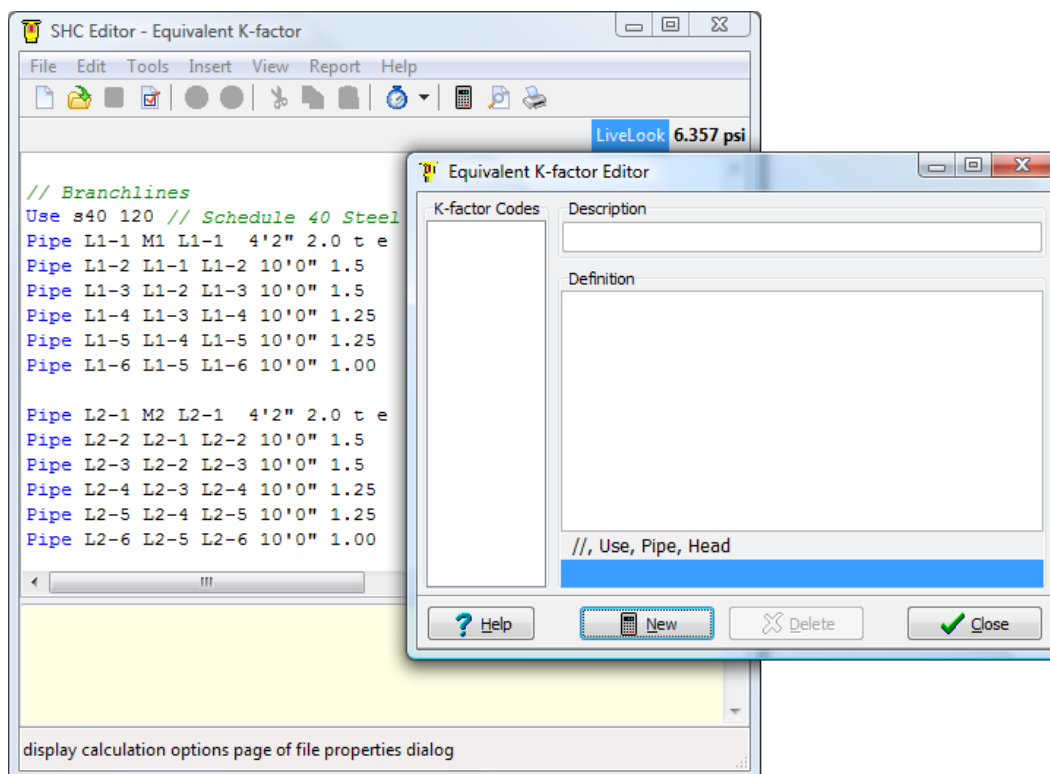 SHC Editor - Equivalent K-factor
File Edit Tools Insert View Report Help
LiveLook 6.357 psi
// Branchlines
Use s40 120 // Schedule 40 Steel
Pipe L1-1 M1 L1-1 4'2" 2.0 t e
Pipe L1-2 L1-1 L1-2 10'0" 1.5
Pipe L1-3 L1-2 L1-3 10'0" 1.5
Pipe L1-4 L1-3 L1-4 10'0" 1.25
Pipe L1-5 L1-4 L1-5 10'0" 1.25
Pipe L1-6 L1-5 L1-6 10'0" 1.00
Pipe L2-1 M2 L2-1 4'2" 2.0 t e
Pipe L2-2 L2-1 L2-2 10'0" 1.5
Pipe L2-3 L2-2 L2-3 10'0" 1.5
Pipe L2-4 L2-3 L2-4 10'0" 1.25
Pipe L2-5 L2-4 L2-5 10'0" 1.25
Pipe L2-6 L2-5 L2-6 10'0" 1.00
display calculation options page of file properties dialog
Equivalent K-factor Editor
K-factor Codes
Description
Definition
//, Use, Pipe, Head
Help New Delete Close